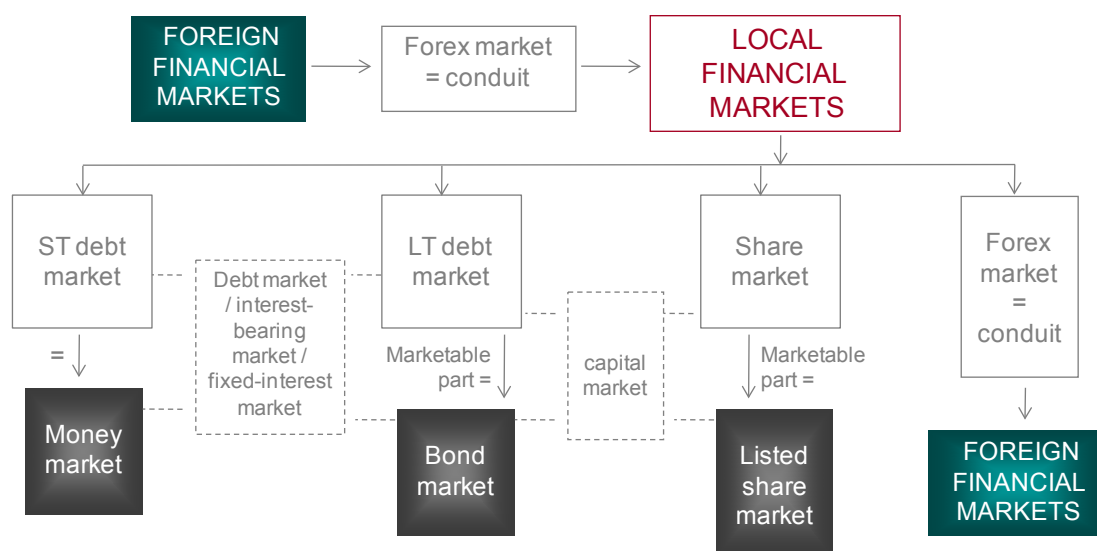 FOREIGN
FINANCIAL
MARKETS
Forex market
= conduit
LOCAL
FINANCIAL
MARKETS
ST debt
market
Debt market
/ interest-
bearing
market /
fixed-interest
market
LT debt
market
capital
market
Share
market
Forex
market
=
conduit
=
Marketable
part =
Marketable
part =
Money
market
Bond
market
Listed
share
market
FOREIGN
FINANCIAL
MARKETS